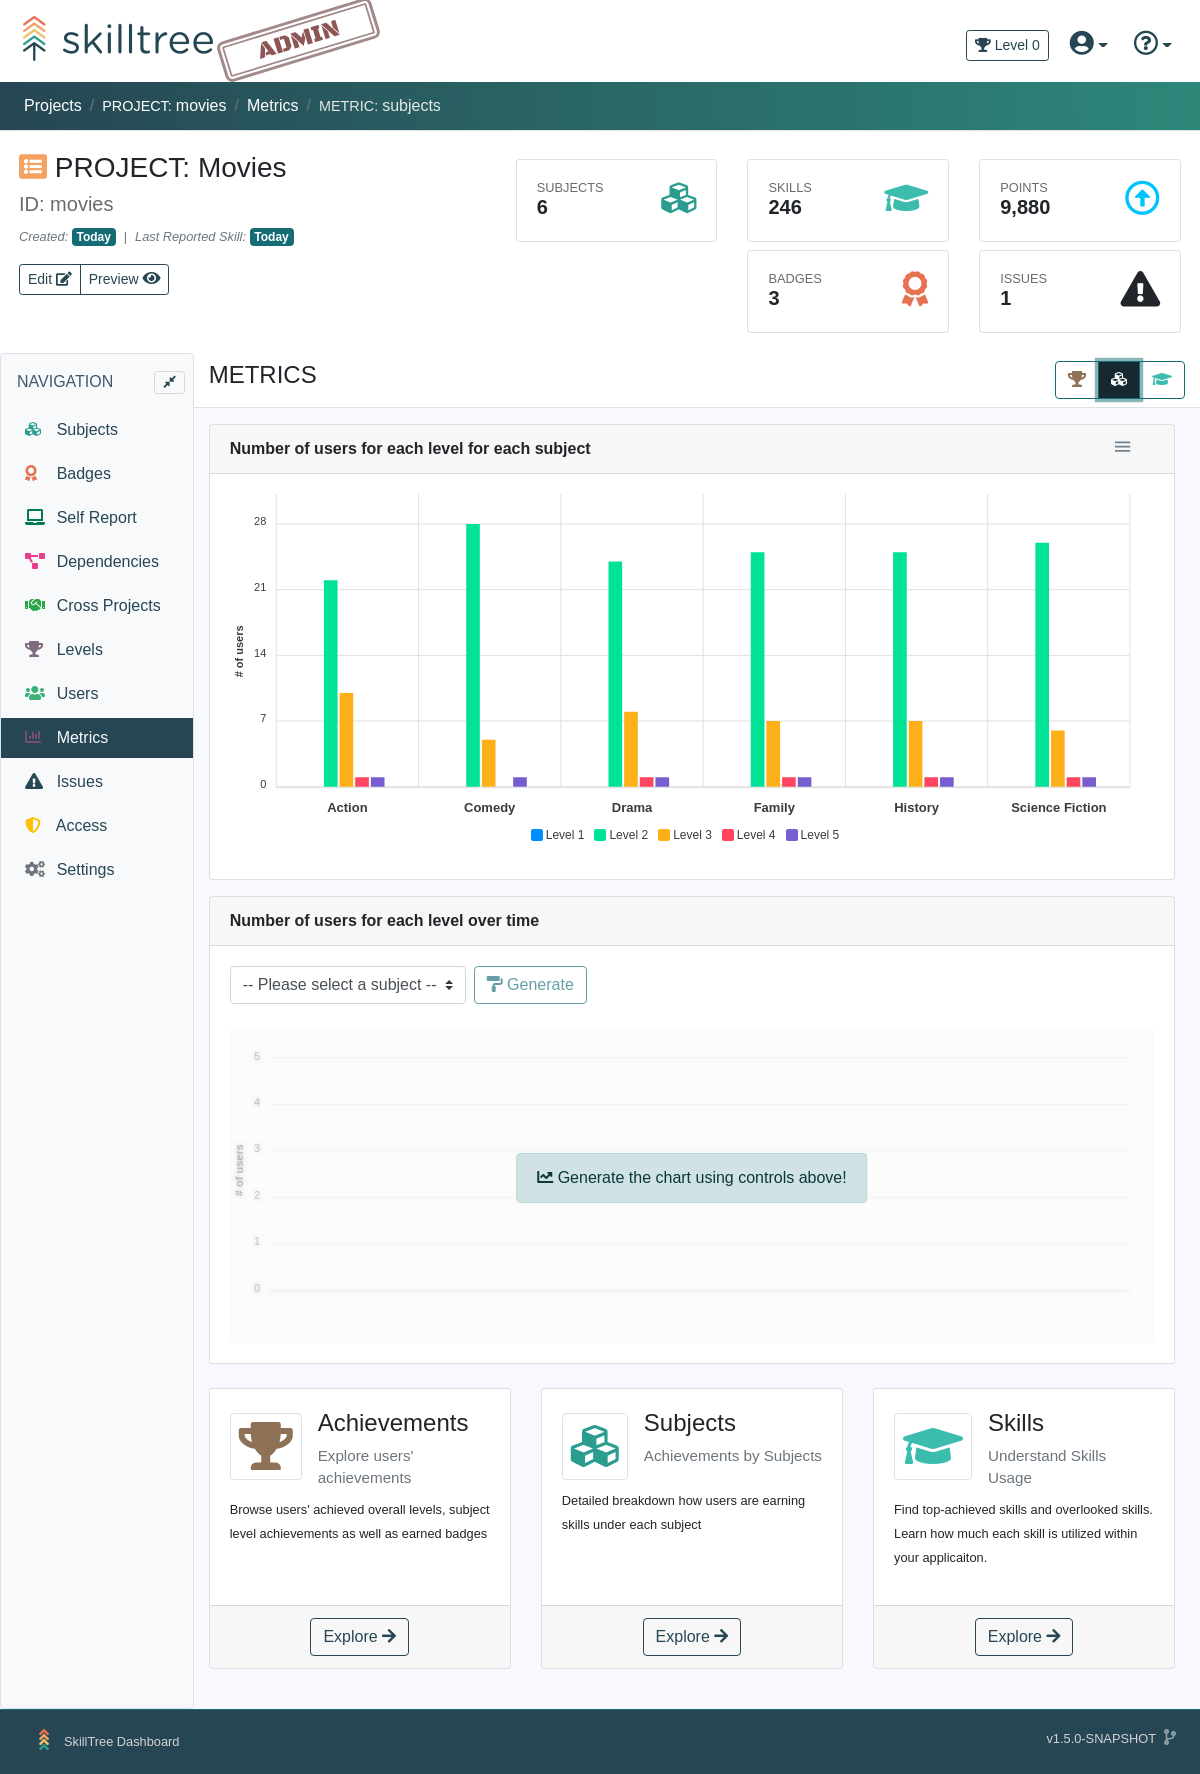 skilltree
ADMIN
Level 0
Projects / PROJECT: movies / Metrics / METRIC: subjects
PROJECT: Movies
ID: movies
Created: Today | Last Reported Skill: Today
Edit Preview
SUBJECTS
6
SKILLS
246
POINTS
9,880
BADGES
3
ISSUES
1
NAVIGATION
Subjects
Badges
Self Report
Dependencies
Cross Projects
Levels
Users
Metrics
Issues
Access
Settings
METRICS
Number of users for each level for each subject
28
21
14
7
0
# of users
Action Comedy Drama Family History Science Fiction
Level 1 Level 2 Level 3 Level 4 Level 5
Number of users for each level over time
-- Please select a subject -- Generate
5
4
3
2
1
0
# of users
Generate the chart using controls above!
Achievements
Explore users'
achievements
Browse users' achieved overall levels, subject
level achievements as well as earned badges
Explore
Subjects
Achievements by Subjects
Detailed breakdown how users are earning
skills under each subject
Explore
Skills
Understand Skills
Usage
Find top-achieved skills and overlooked skills.
Learn how much each skill is utilized within
your applicaiton.
Explore
SkillTree Dashboard
v1.5.0-SNAPSHOT